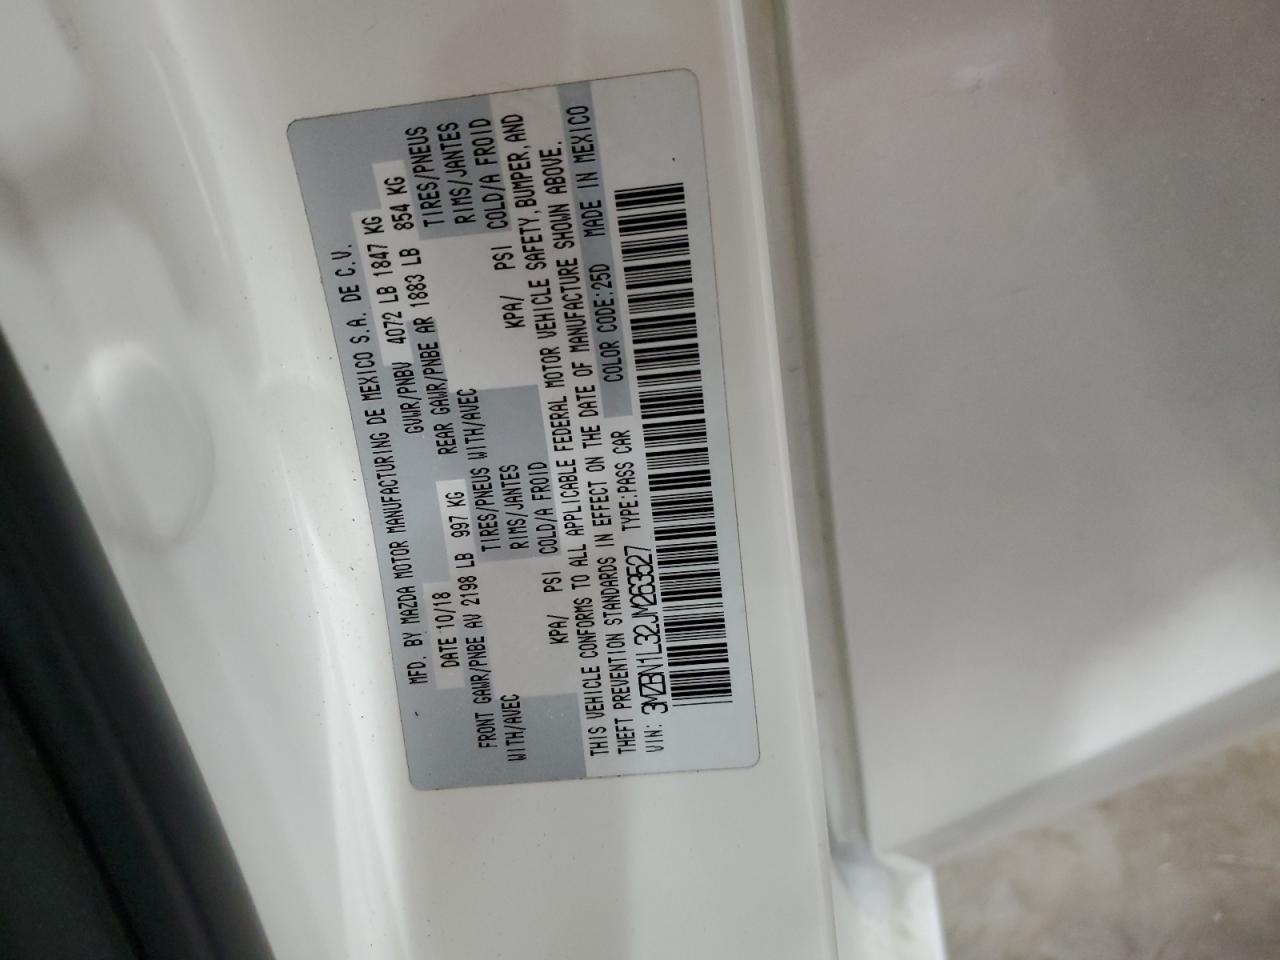 MFD. BY MAZDA MOTOR MANUFACTURING DE MEXICO S.A. DE C.V.
DATE 10/18 GVWR/PNBV 4072 LB 1847 KG
FRONT GAWR/PNBE AV 2198 LB 997 KG REAR GAWR/PNBE AR 1883 LB 854 KG
WITH/AVEC TIRES/PNEUS WITH/AVEC TIRES/PNEUS
RIMS/JANTES RIMS/JANTES
KPA/ PSI COLD/A FROID KPA/ PSI COLD/A FROID
THIS VEHICLE CONFORMS TO ALL APPLICABLE FEDERAL MOTOR VEHICLE SAFETY, BUMPER, AND
THEFT PREVENTION STANDARDS IN EFFECT ON THE DATE OF MANUFACTURE SHOWN ABOVE.
VIN: 3MZBN1L32JM263527 TYPE:PASS CAR COLOR CODE:25D MADE IN MEXICO